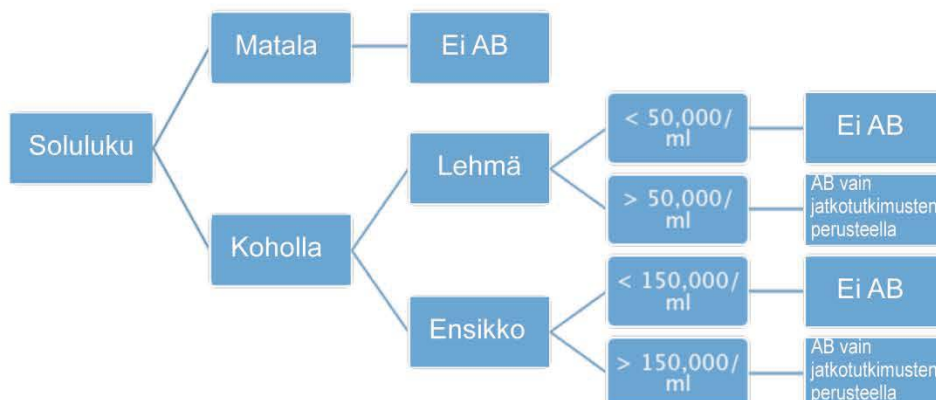 Soluluku
Matala
Ei AB
Koholla
Lehmä
< 50,000/
ml
Ei AB
> 50,000/
ml
AB vain
jatkotutkimusten
perusteella
Ensikko
< 150,000/
ml
Ei AB
> 150,000/
ml
AB vain
jatkotutkimusten
perusteella